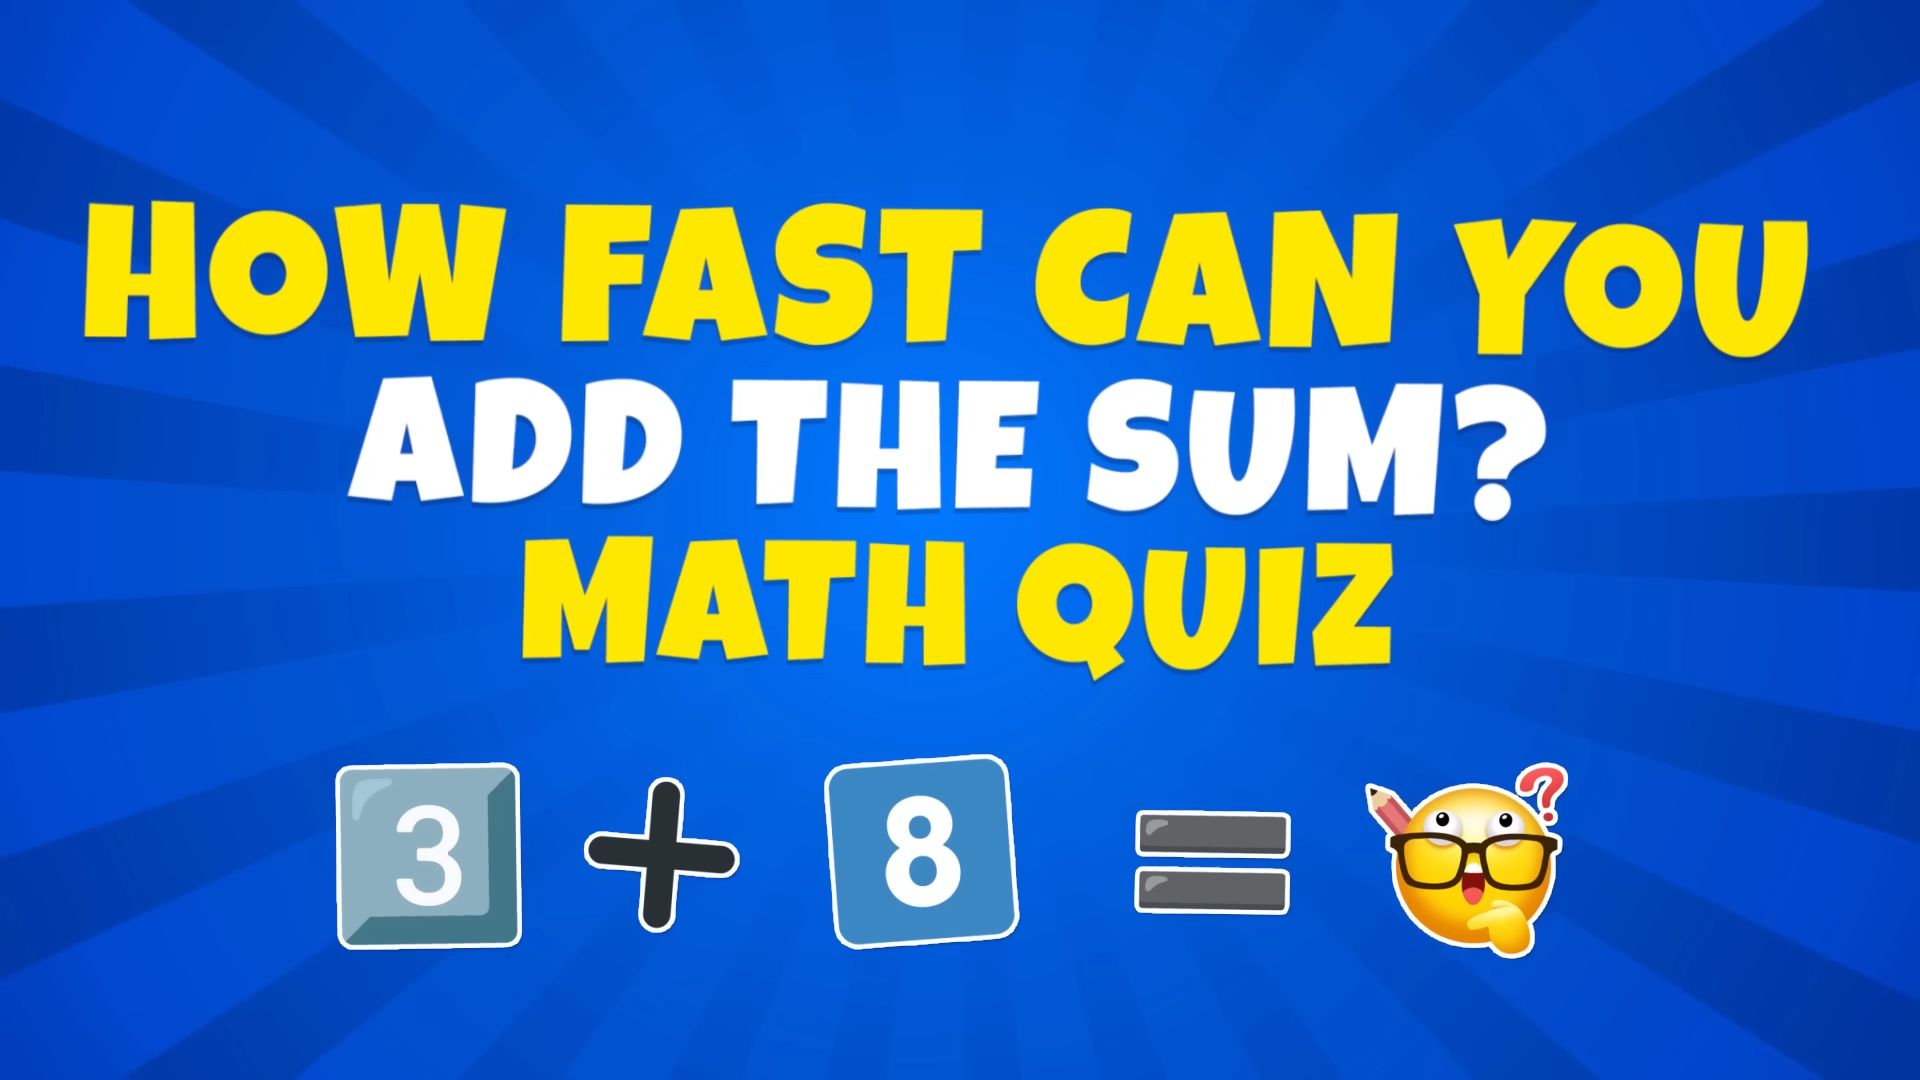 HOW FAST CAN YOU
ADD THE SUM?
MATH QUIZ
3 + 8 = ?